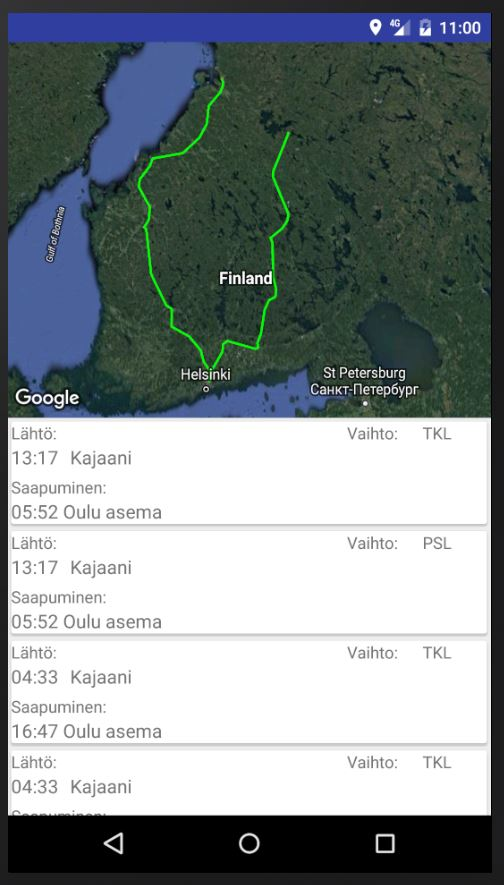 4G 11:00
Gulf of Bothnia
Finland
Helsinki
St Petersburg
Санкт-Петербург
Google
Lähtö: Vaihto: TKL
13:17 Kajaani
Saapuminen:
05:52 Oulu asema
Lähtö: Vaihto: PSL
13:17 Kajaani
Saapuminen:
05:52 Oulu asema
Lähtö: Vaihto: TKL
04:33 Kajaani
Saapuminen:
16:47 Oulu asema
Lähtö: Vaihto: TKL
04:33 Kajaani